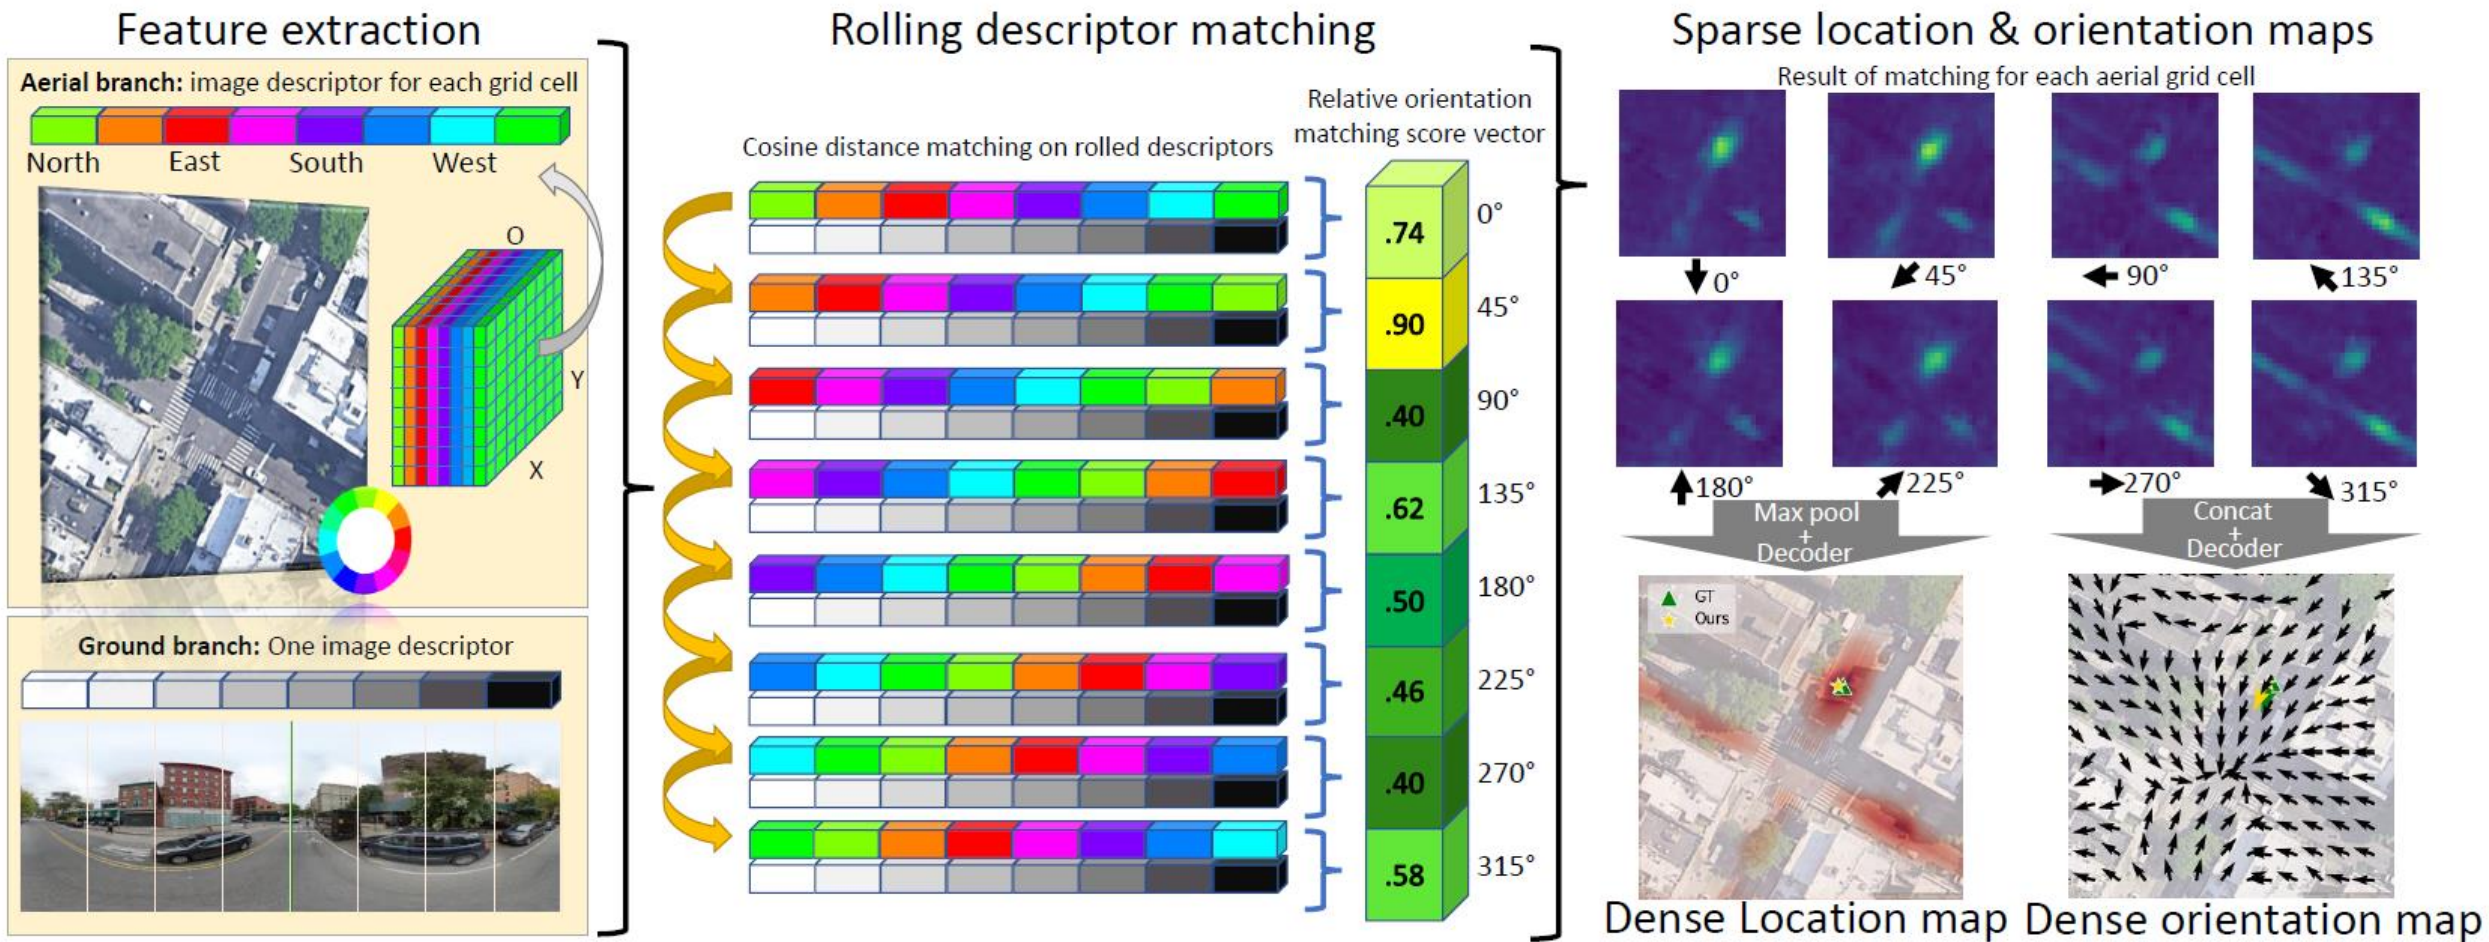 Feature extraction
Aerial branch: image descriptor for each grid cell
North
East
South
West
O
Y
X
Ground branch: One image descriptor
Rolling descriptor matching
Cosine distance matching on rolled descriptors
Relative orientation
matching score vector
.74
0°
.90
45°
.40
90°
.62
135°
.50
180°
.46
225°
.40
270°
.58
315°
Sparse location & orientation maps
Result of matching for each aerial grid cell
0°
45°
90°
135°
180°
225°
270°
315°
Max pool
+
Decoder
Concat
+
Decoder
GT
Ours
Dense Location map
Dense orientation map